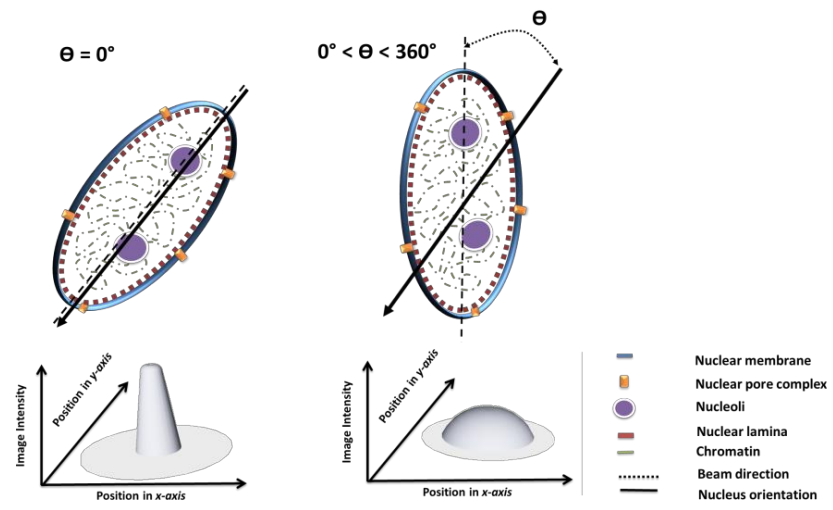 Ɵ = 0°
0° < Ɵ < 360°
Ɵ
Image Intensity
Position in y-axis
Position in x-axis
Image Intensity
Position in y-axis
Position in x-axis
Nuclear membrane
Nuclear pore complex
Nucleoli
Nuclear lamina
Chromatin
Beam direction
Nucleus orientation